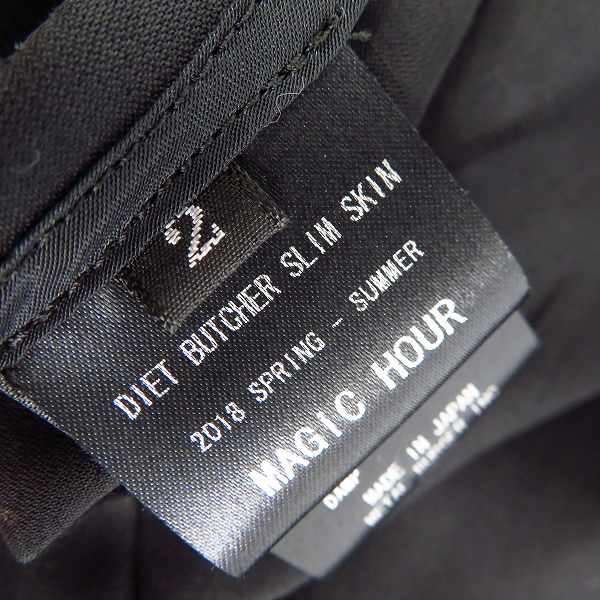 2
DIET BUTCHER SLIM SKIN
2018 SPRING - SUMMER
MAGIC HOUR
MADE IN JAPAN